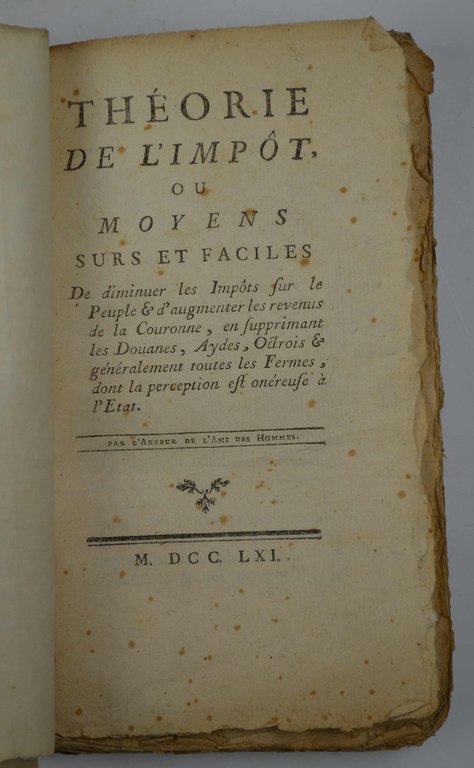 THÉORIE
DE L'IMPÔT,
OU
MOYENS
SURS ET FACILES
De diminuer les Impôts ſur le
Peuple & d'augmenter les revenus
de la Couronne, en ſupprimant
les Doüanes, Aydes, Octrois &
généralement toutes les Fermes,
dont la perception eſt onéreuſe à
l'Etat.
PAR L'AUTEUR DE L'AMI DES HOMMES.
M. DCC. LXI.